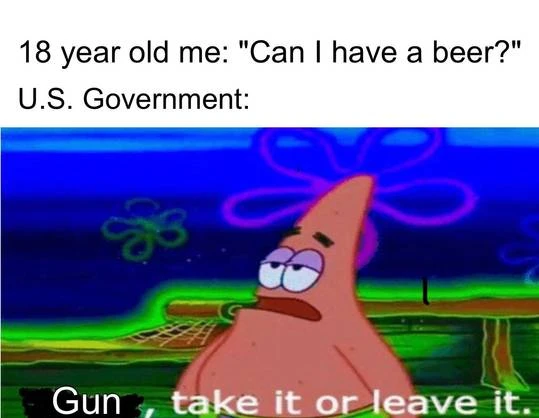 18 year old me: "Can I have a beer?"
U.S. Government:
Gun , take it or leave it.